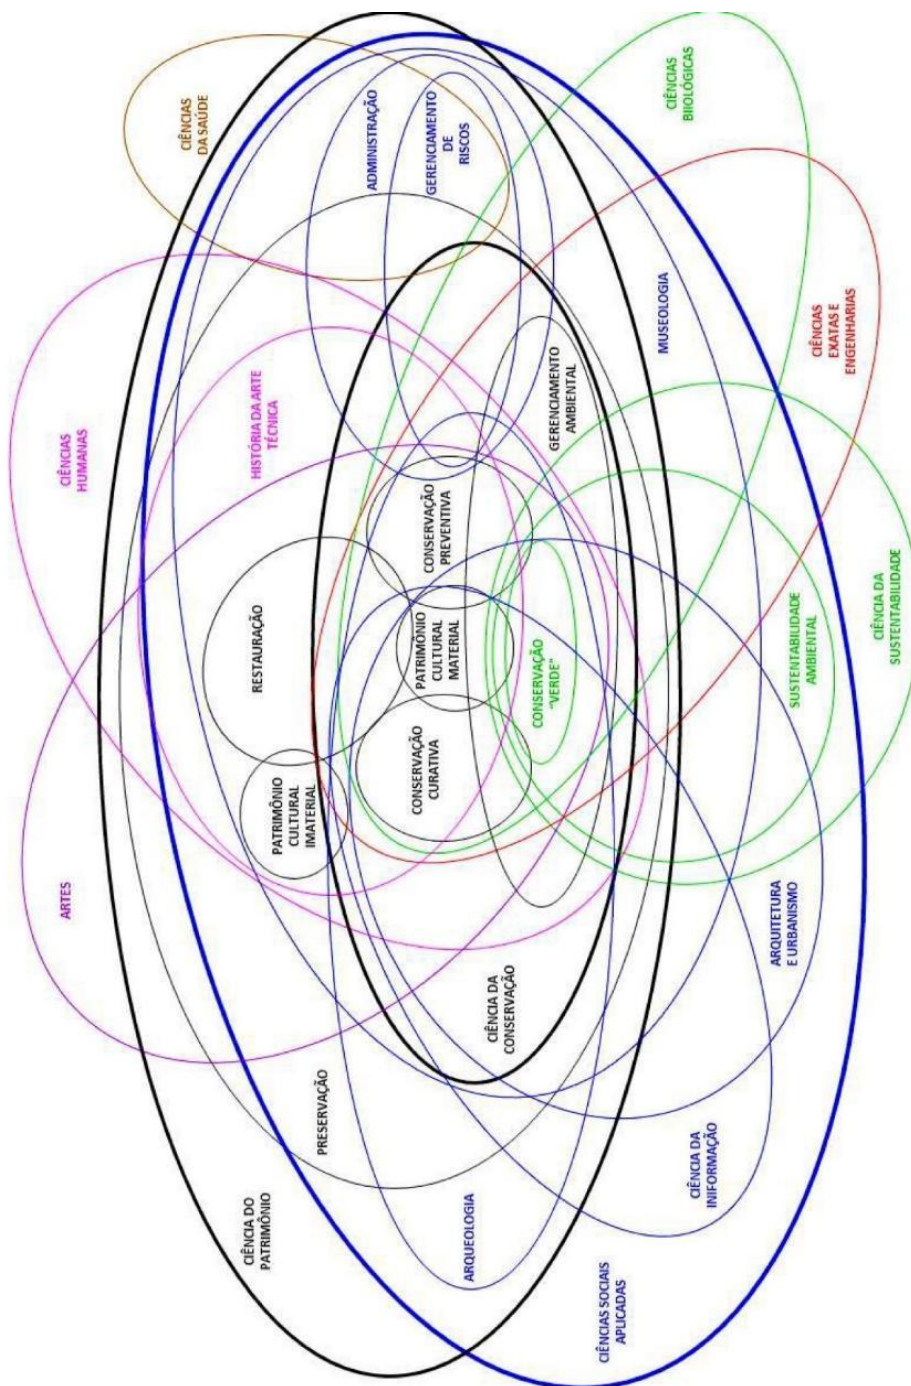 ARTES
CIÊNCIAS
HUMANAS
CIÊNCIAS
DA SAÚDE
CIÊNCIA DO
PATRIMÔNIO
RESTAURAÇÃO
HISTÓRIA DA ARTE
TÉCNICA
PATRIMÔNIO
CULTURAL
IMATERIAL
PRESERVAÇÃO
ADMINISTRAÇÃO
CONSERVAÇÃO
CURATIVA
PATRIMÔNIO
CULTURAL
MATERIAL
CONSERVAÇÃO
PREVENTIVA
GERENCIAMENTO
DE
RISCOS
ARQUEOLOGIA
CIÊNCIA DA
CONSERVAÇÃO
CONSERVAÇÃO
"VERDE"
GERENCIAMENTO
AMBIENTAL
CIÊNCIAS SOCIAIS
APLICADAS
MUSEOLOGIA
CIÊNCIAS
BIIOLÓGICAS
CIÊNCIA DA
INIFORMAÇÃO
ARQUITETURA
E URBANISMO
SUSTENTABILIDADE
AMBIENTAL
CIÊNCIAS
EXATAS E
ENGENHARIAS
CIÊNCIA DA
SUSTENTABILIDADE